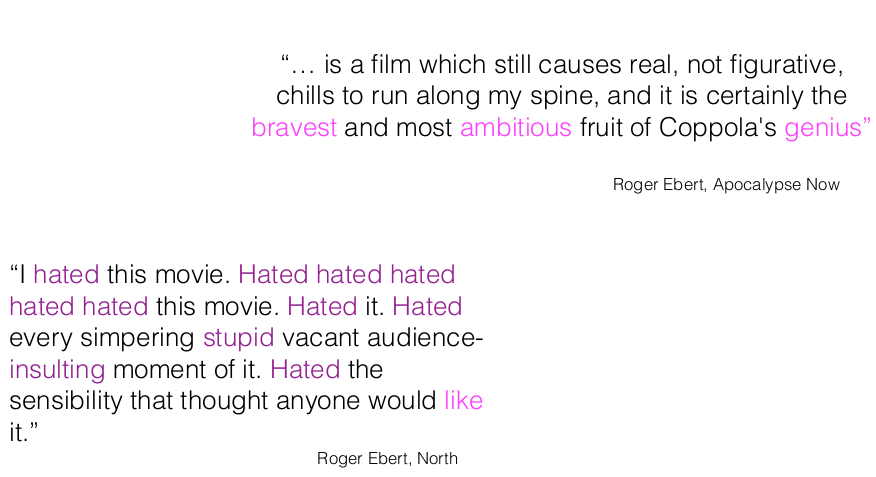 “… is a film which still causes real, not figurative,
chills to run along my spine, and it is certainly the
bravest and most ambitious fruit of Coppola's genius”
Roger Ebert, Apocalypse Now
“I hated this movie. Hated hated hated
hated hated this movie. Hated it. Hated
every simpering stupid vacant audience-
insulting moment of it. Hated the
sensibility that thought anyone would like
it.”
Roger Ebert, North